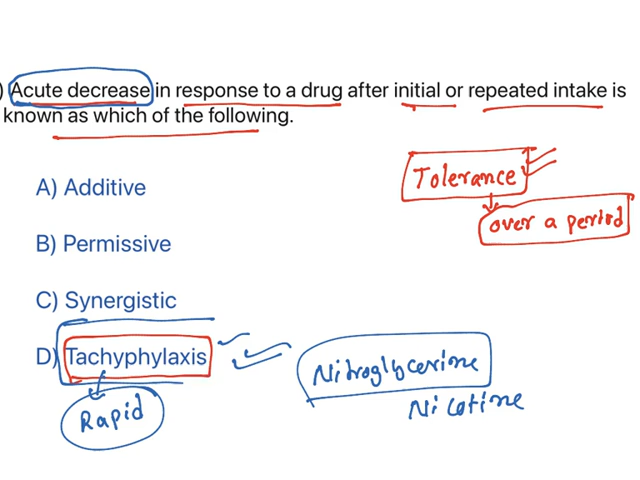 ) Acute decrease in response to a drug after initial or repeated intake is
known as which of the following.
Tolerance
over a period
A) Additive
B) Permissive
C) Synergistic
D) Tachyphylaxis
Rapid
Nitroglycerine
Nicotine